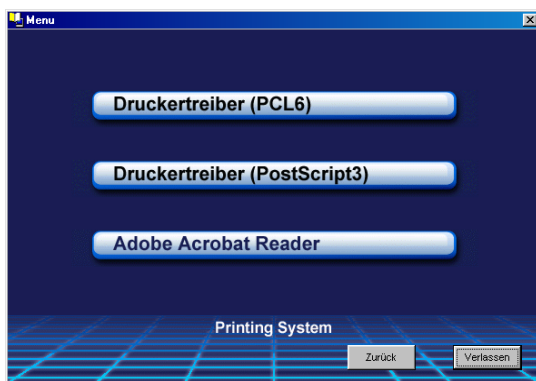 Menu
Druckertreiber (PCL6)
Druckertreiber (PostScript3)
Adobe Acrobat Reader
Printing System
Zurück
Verlassen